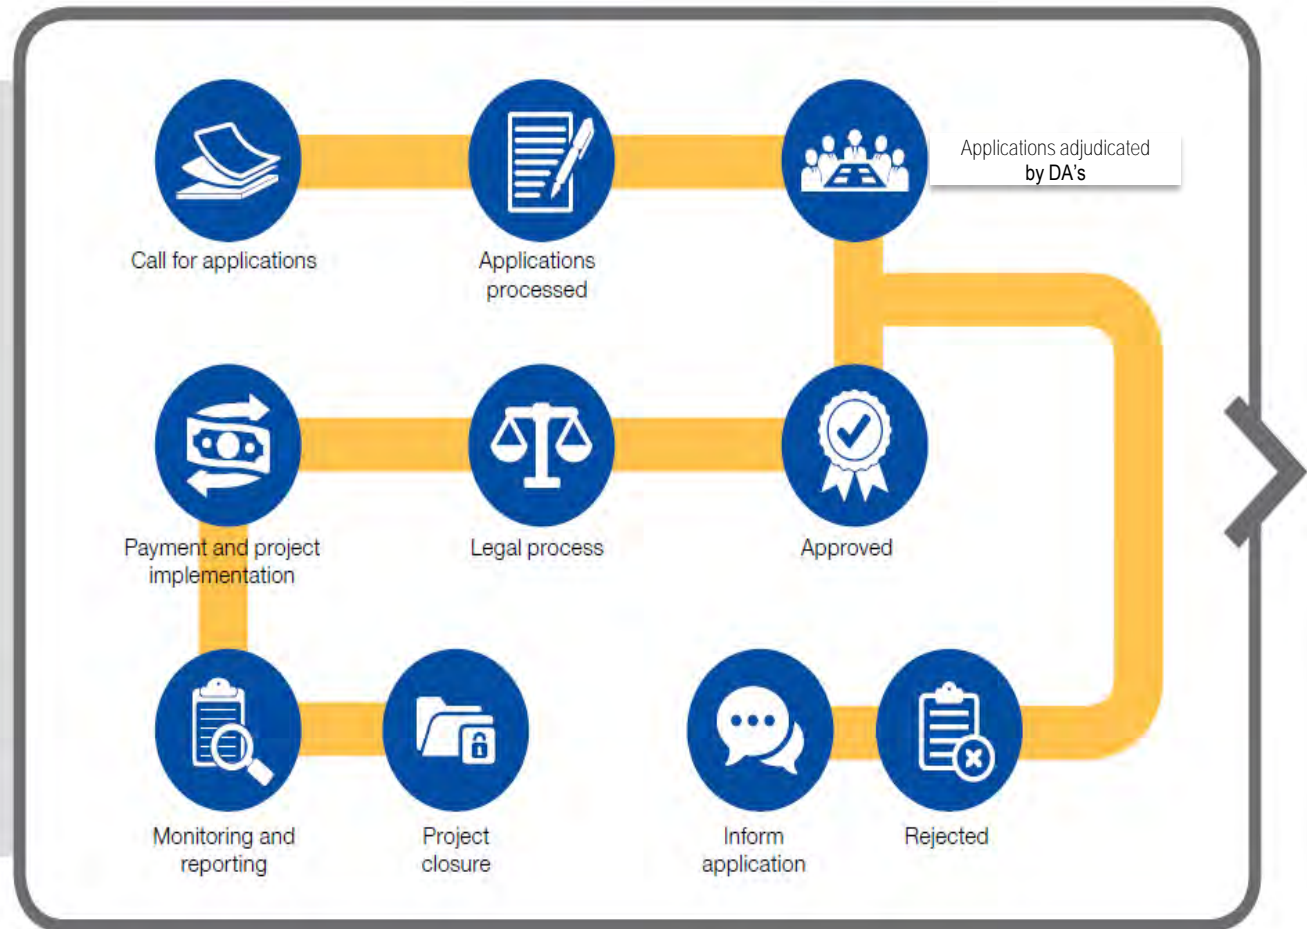 Call for applications
Applications
processed
Applications adjudicated
by DA's
Payment and project
implementation
Legal process
Approved
Monitoring and
reporting
Project
closure
Inform
application
Rejected